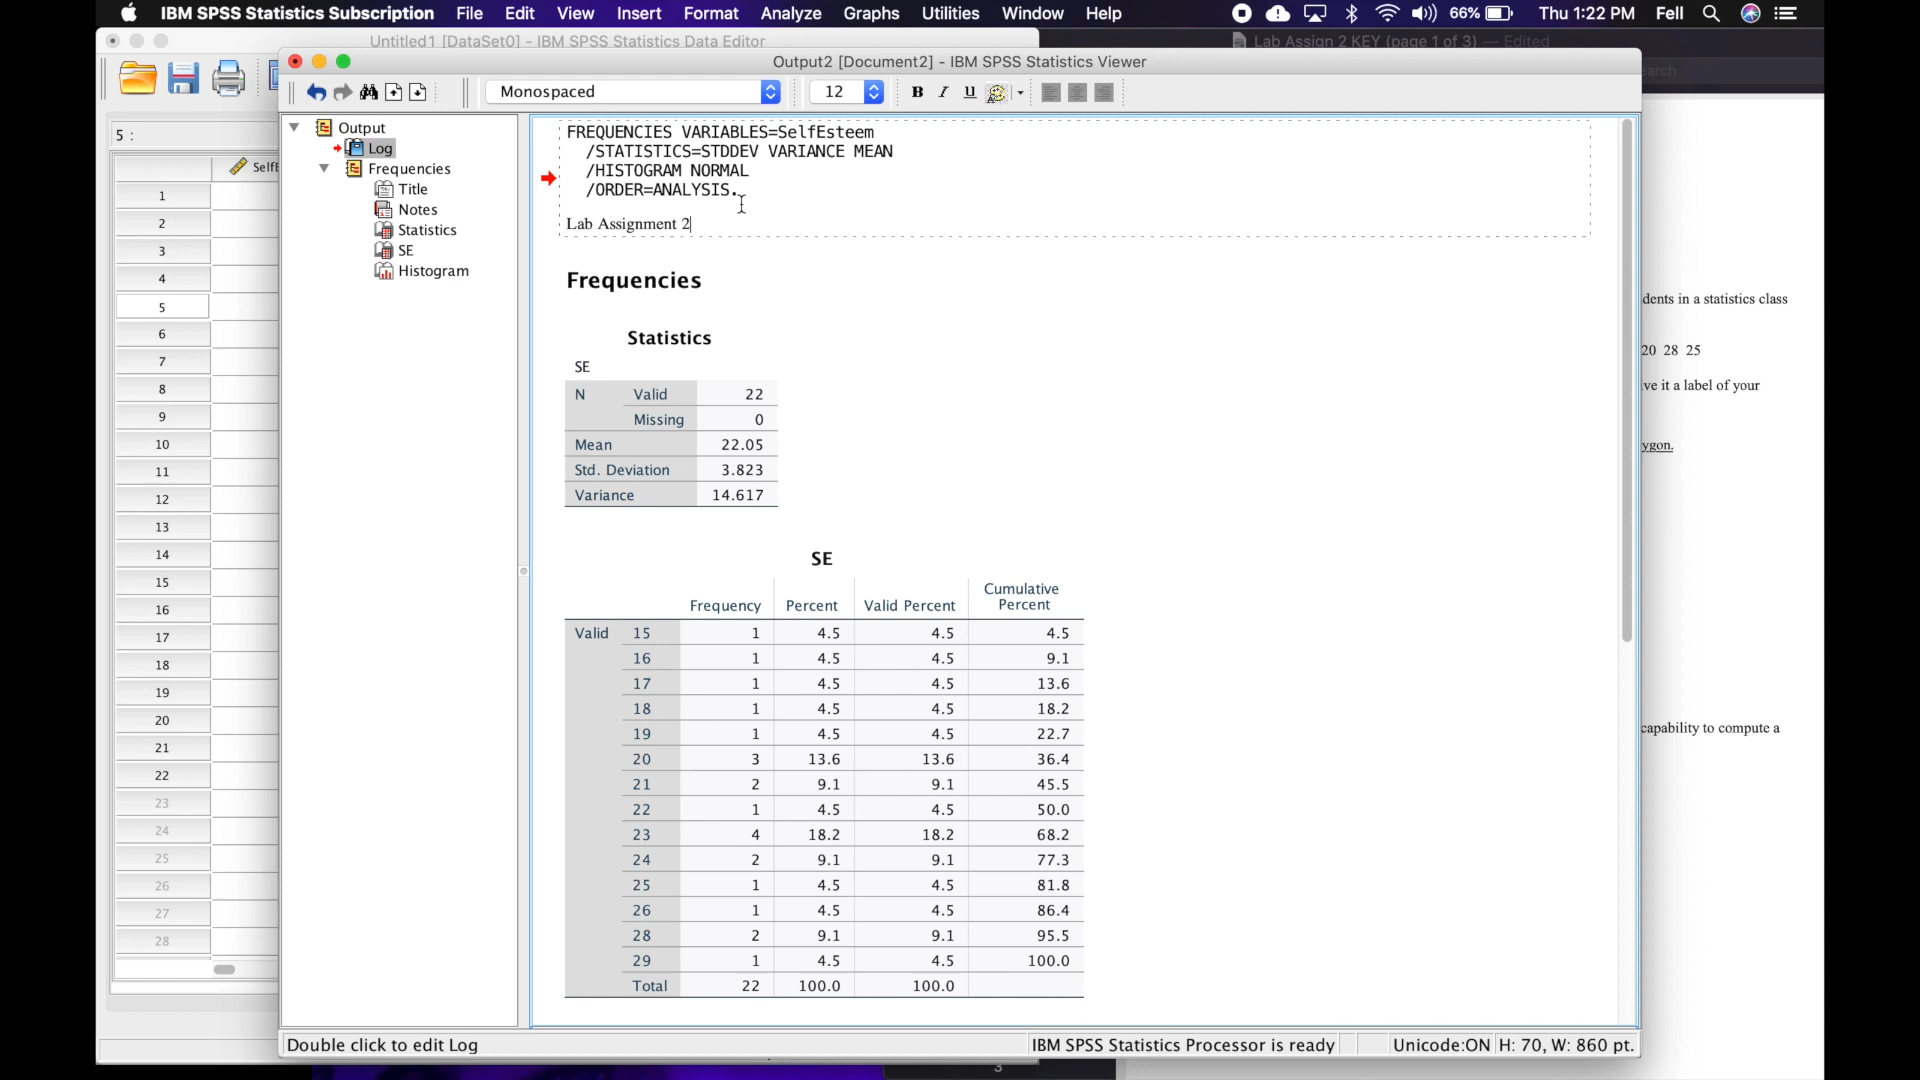 IBM SPSS Statistics Subscription File Edit View Insert Format Analyze Graphs Utilities Window Help 66% Thu 1:22 PM Fell
Untitled1 [DataSet0] - IBM SPSS Statistics Data Editor
Lab Assign 2 KEY (page 1 of 3) — Edited
Output2 [Document2] - IBM SPSS Statistics Viewer
arch
Monospaced 12 B I U
5 :
SelfE
1
2
3
4
5
6
7
8
9
10
11
12
13
14
15
16
17
18
19
20
21
22
23
24
25
26
27
28
Output
Log
Frequencies
Title
Notes
Statistics
SE
Histogram
FREQUENCIES VARIABLES=SelfEsteem
/STATISTICS=STDDEV VARIANCE MEAN
/HISTOGRAM NORMAL
/ORDER=ANALYSIS.
Lab Assignment 2
Frequencies
Statistics
SE
N Valid 22
Missing 0
Mean 22.05
Std. Deviation 3.823
Variance 14.617
SE
Frequency Percent Valid Percent Cumulative Percent
Valid 15 1 4.5 4.5 4.5
16 1 4.5 4.5 9.1
17 1 4.5 4.5 13.6
18 1 4.5 4.5 18.2
19 1 4.5 4.5 22.7
20 3 13.6 13.6 36.4
21 2 9.1 9.1 45.5
22 1 4.5 4.5 50.0
23 4 18.2 18.2 68.2
24 2 9.1 9.1 77.3
25 1 4.5 4.5 81.8
26 1 4.5 4.5 86.4
28 2 9.1 9.1 95.5
29 1 4.5 4.5 100.0
Total 22 100.0 100.0
dents in a statistics class
20 28 25
ve it a label of your
ygon.
capability to compute a
Double click to edit Log
IBM SPSS Statistics Processor is ready
Unicode:ON H: 70, W: 860 pt.
3